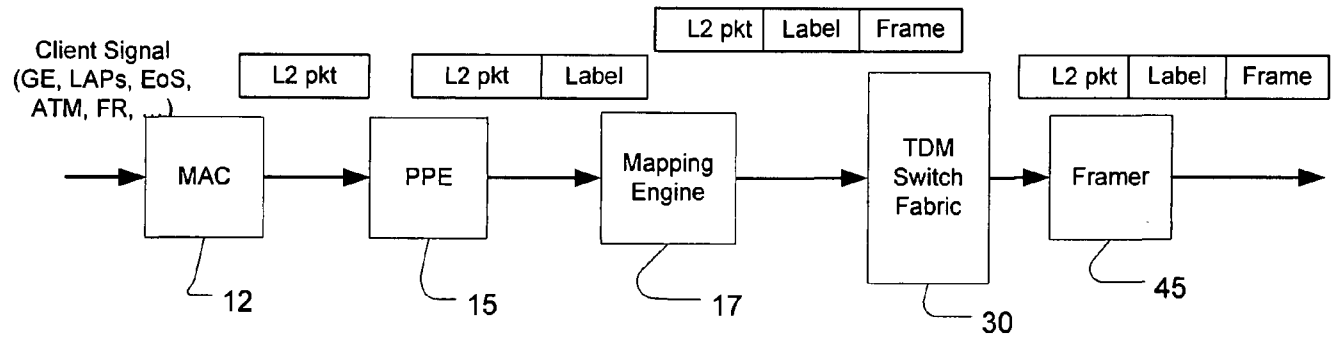 Client Signal
(GE, LAPs, EoS,
ATM, FR, ....)
L2 pkt
L2 pkt Label
L2 pkt Label Frame
L2 pkt Label Frame
MAC
PPE
Mapping
Engine
TDM
Switch
Fabric
Framer
12
15
17
30
45